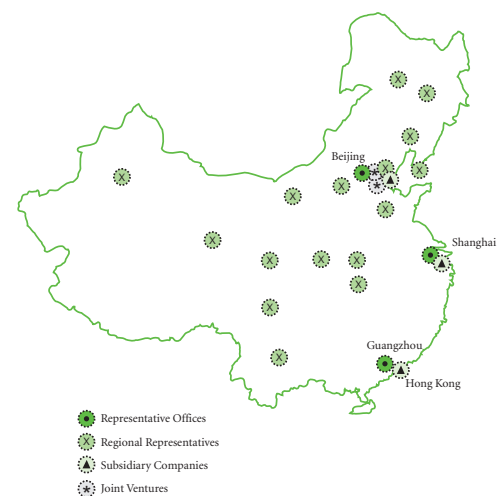 Beijing
Shanghai
Guangzhou
Hong Kong
Representative Offices
Regional Representatives
Subsidiary Companies
Joint Ventures